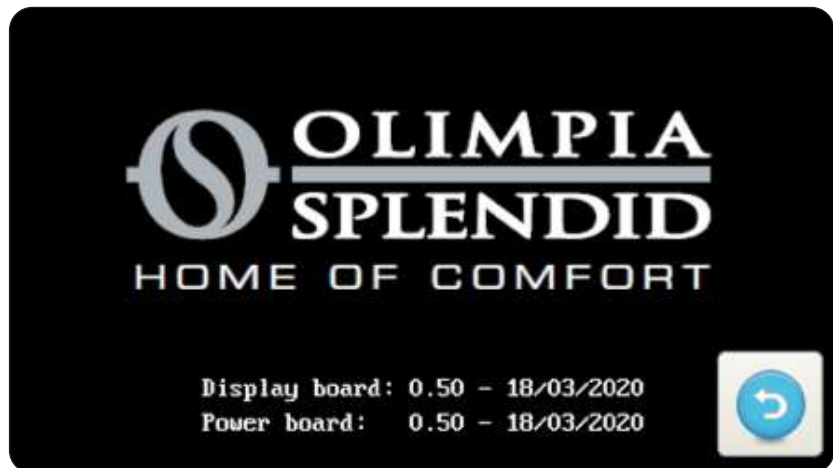 OLIMPIA
SPLENDID
HOME OF COMFORT
Display board: 0.50 - 18/03/2020
Power board: 0.50 - 18/03/2020